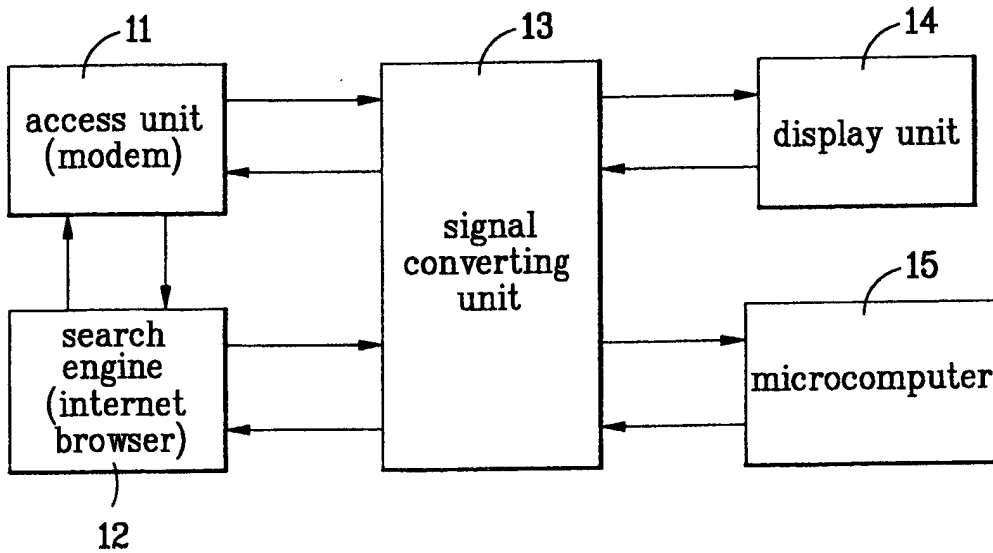 11
access unit
(modem)
13
signal
converting
unit
14
display unit
search
engine
(internet
browser)
12
15
microcomputer